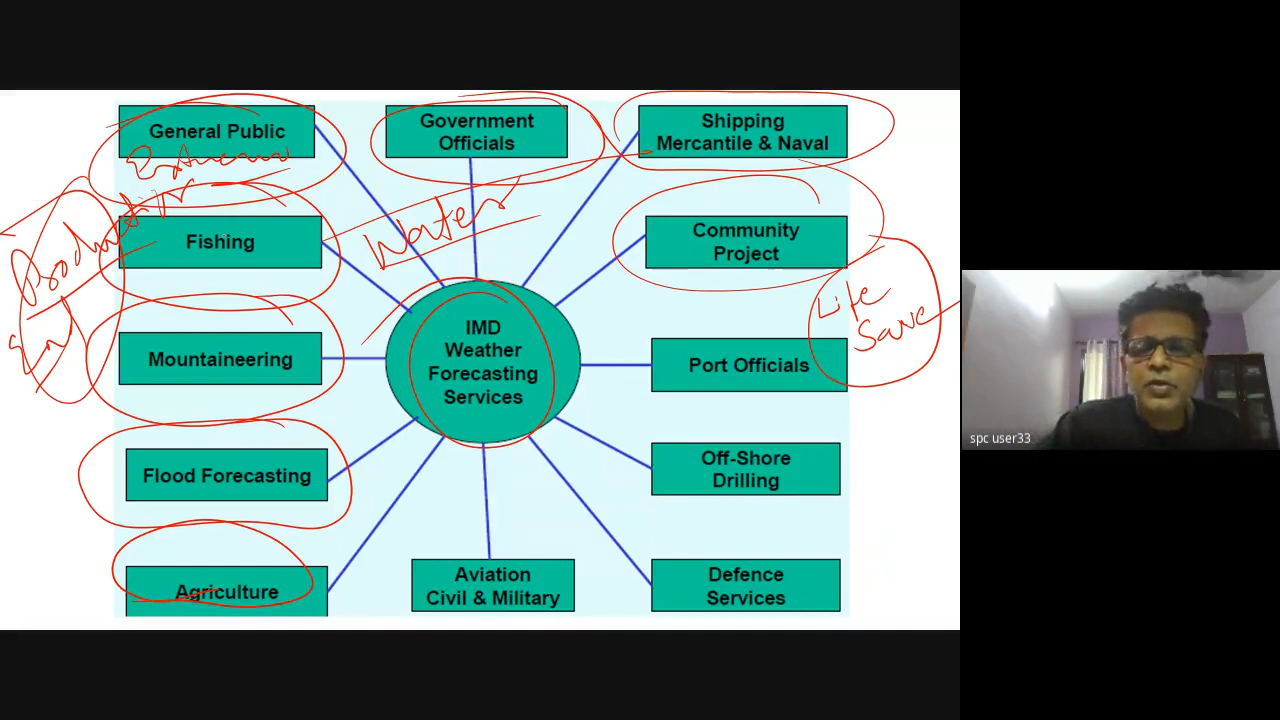 General Public
Government
Officials
Shipping
Mercantile & Naval
Fishing
Water
Community
Project
Life
Save
IMD
Weather
Forecasting
Services
Mountaineering
Port Officials
Flood Forecasting
Off-Shore
Drilling
Agriculture
Aviation
Civil & Military
Defence
Services
spc user33